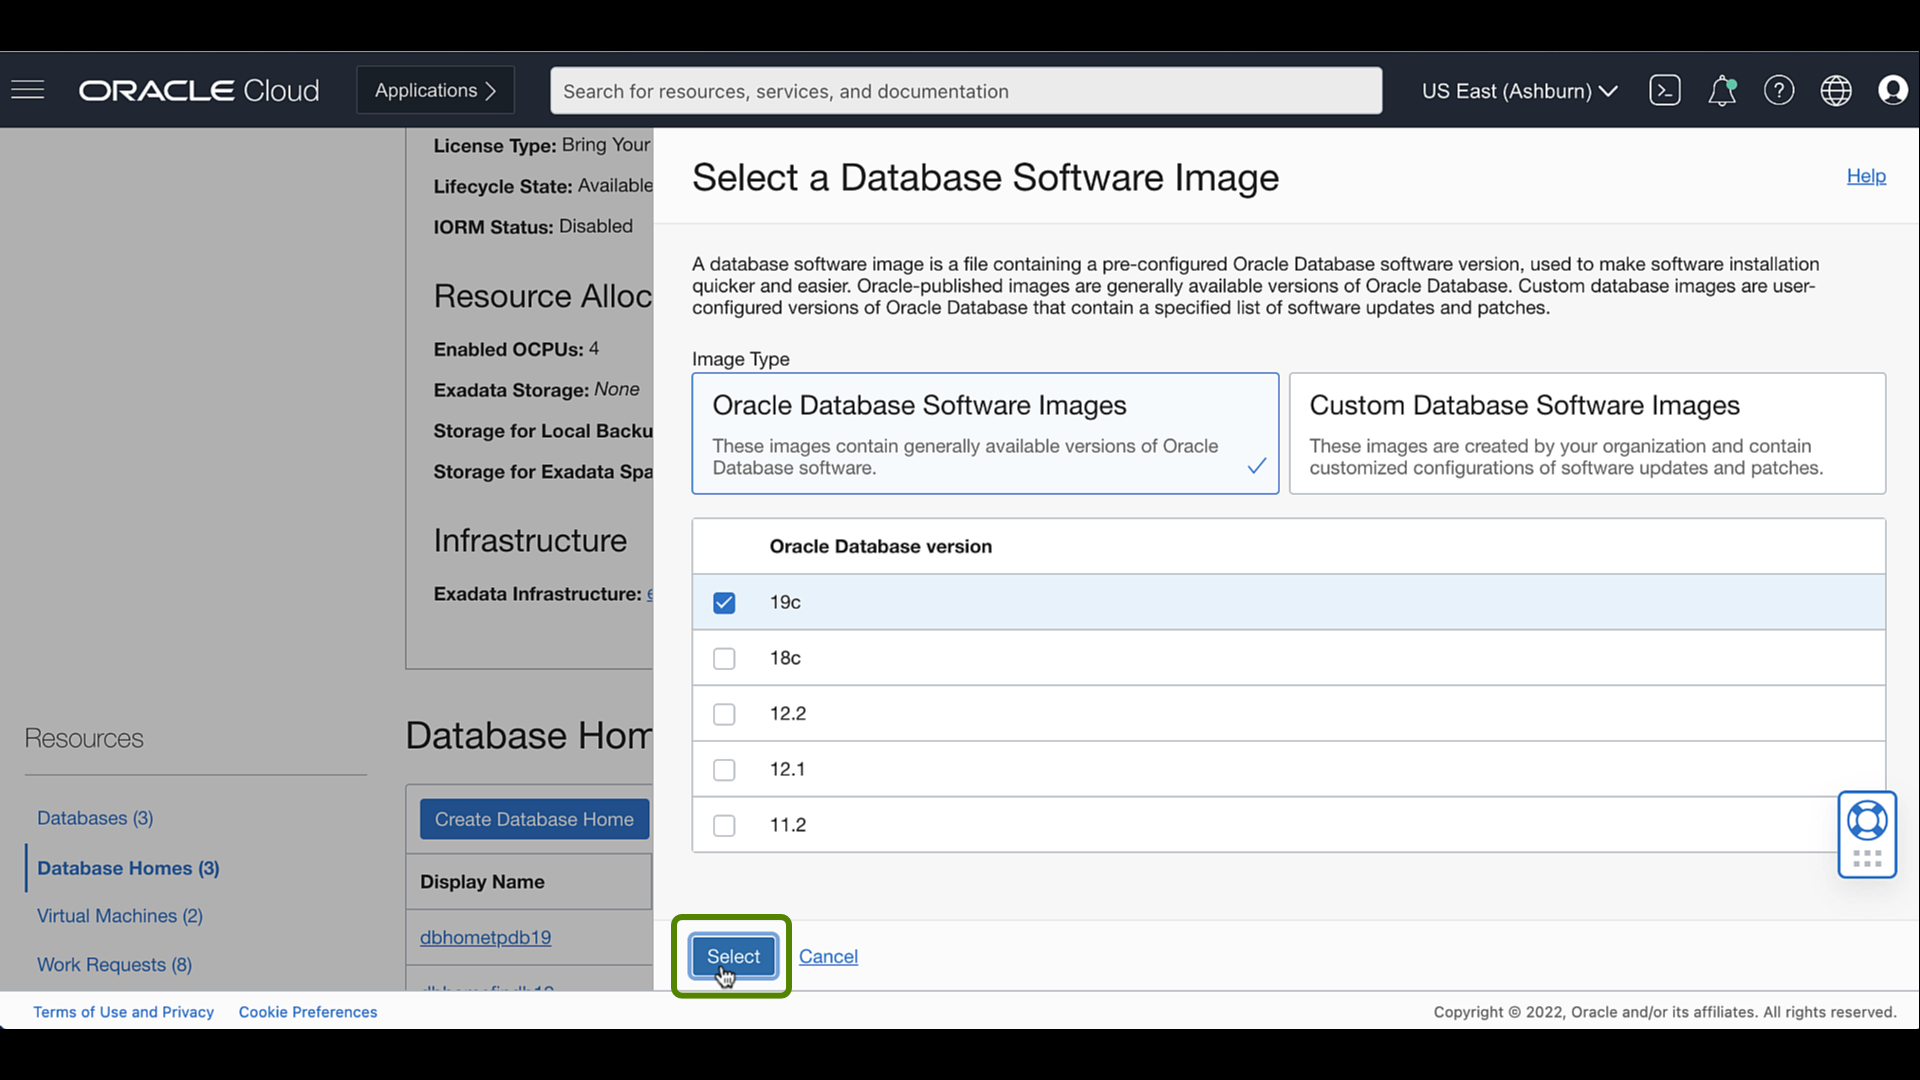 ORACLE Cloud
Applications
Search for resources, services, and documentation
US East (Ashburn)
License Type: Bring Your
Lifecycle State: Available
IORM Status: Disabled
Resource Alloc
Enabled OCPUs: 4
Exadata Storage: None
Storage for Local Backu
Storage for Exadata Spa
Infrastructure
Exadata Infrastructure: e
Resources
Databases (3)
Database Homes (3)
Virtual Machines (2)
Work Requests (8)
Database Hom
Create Database Home
Display Name
dbhometpdb19
Select a Database Software Image
Help
A database software image is a file containing a pre-configured Oracle Database software version, used to make software installation
quicker and easier. Oracle-published images are generally available versions of Oracle Database. Custom database images are user-
configured versions of Oracle Database that contain a specified list of software updates and patches.
Image Type
Oracle Database Software Images
These images contain generally available versions of Oracle
Database software.
Custom Database Software Images
These images are created by your organization and contain
customized configurations of software updates and patches.
Oracle Database version
19c
18c
12.2
12.1
11.2
Select
Cancel
Terms of Use and Privacy
Cookie Preferences
Copyright © 2022, Oracle and/or its affiliates. All rights reserved.